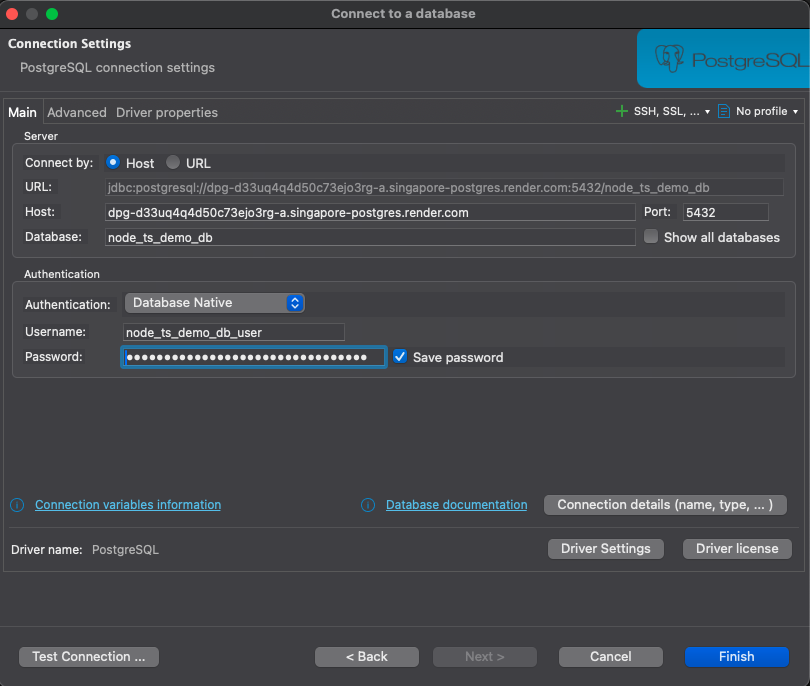 Connect to a database
Connection Settings
PostgreSQL connection settings
PostgreSQL
Main Advanced Driver properties SSH, SSL, ... No profile
Server
Connect by: Host URL
URL: jdbc:postgresql://dpg-d33uq4q4d50c73ejo3rg-a.singapore-postgres.render.com:5432/node_ts_demo_db
Host: dpg-d33uq4q4d50c73ejo3rg-a.singapore-postgres.render.com Port: 5432
Database: node_ts_demo_db Show all databases
Authentication
Authentication: Database Native
Username: node_ts_demo_db_user
Password: ●●●●●●●●●●●●●●●●●●●●●●●●●●●●●●●● Save password
Connection variables information Database documentation Connection details (name, type, ... )
Driver name: PostgreSQL Driver Settings Driver license
Test Connection ... < Back Next > Cancel Finish